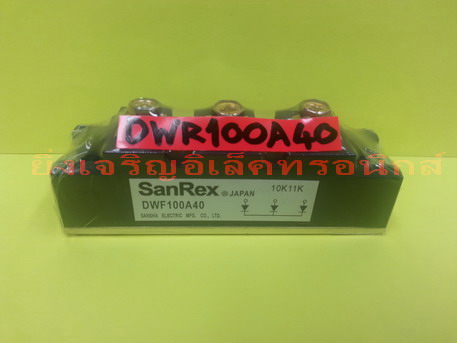 DWR100A40
ยิ่งเจริญอิเล็คทรอนิกส์
SanRex ® JAPAN 10K11K
DWF100A40
SANSHA ELECTRIC MFG. CO., LTD